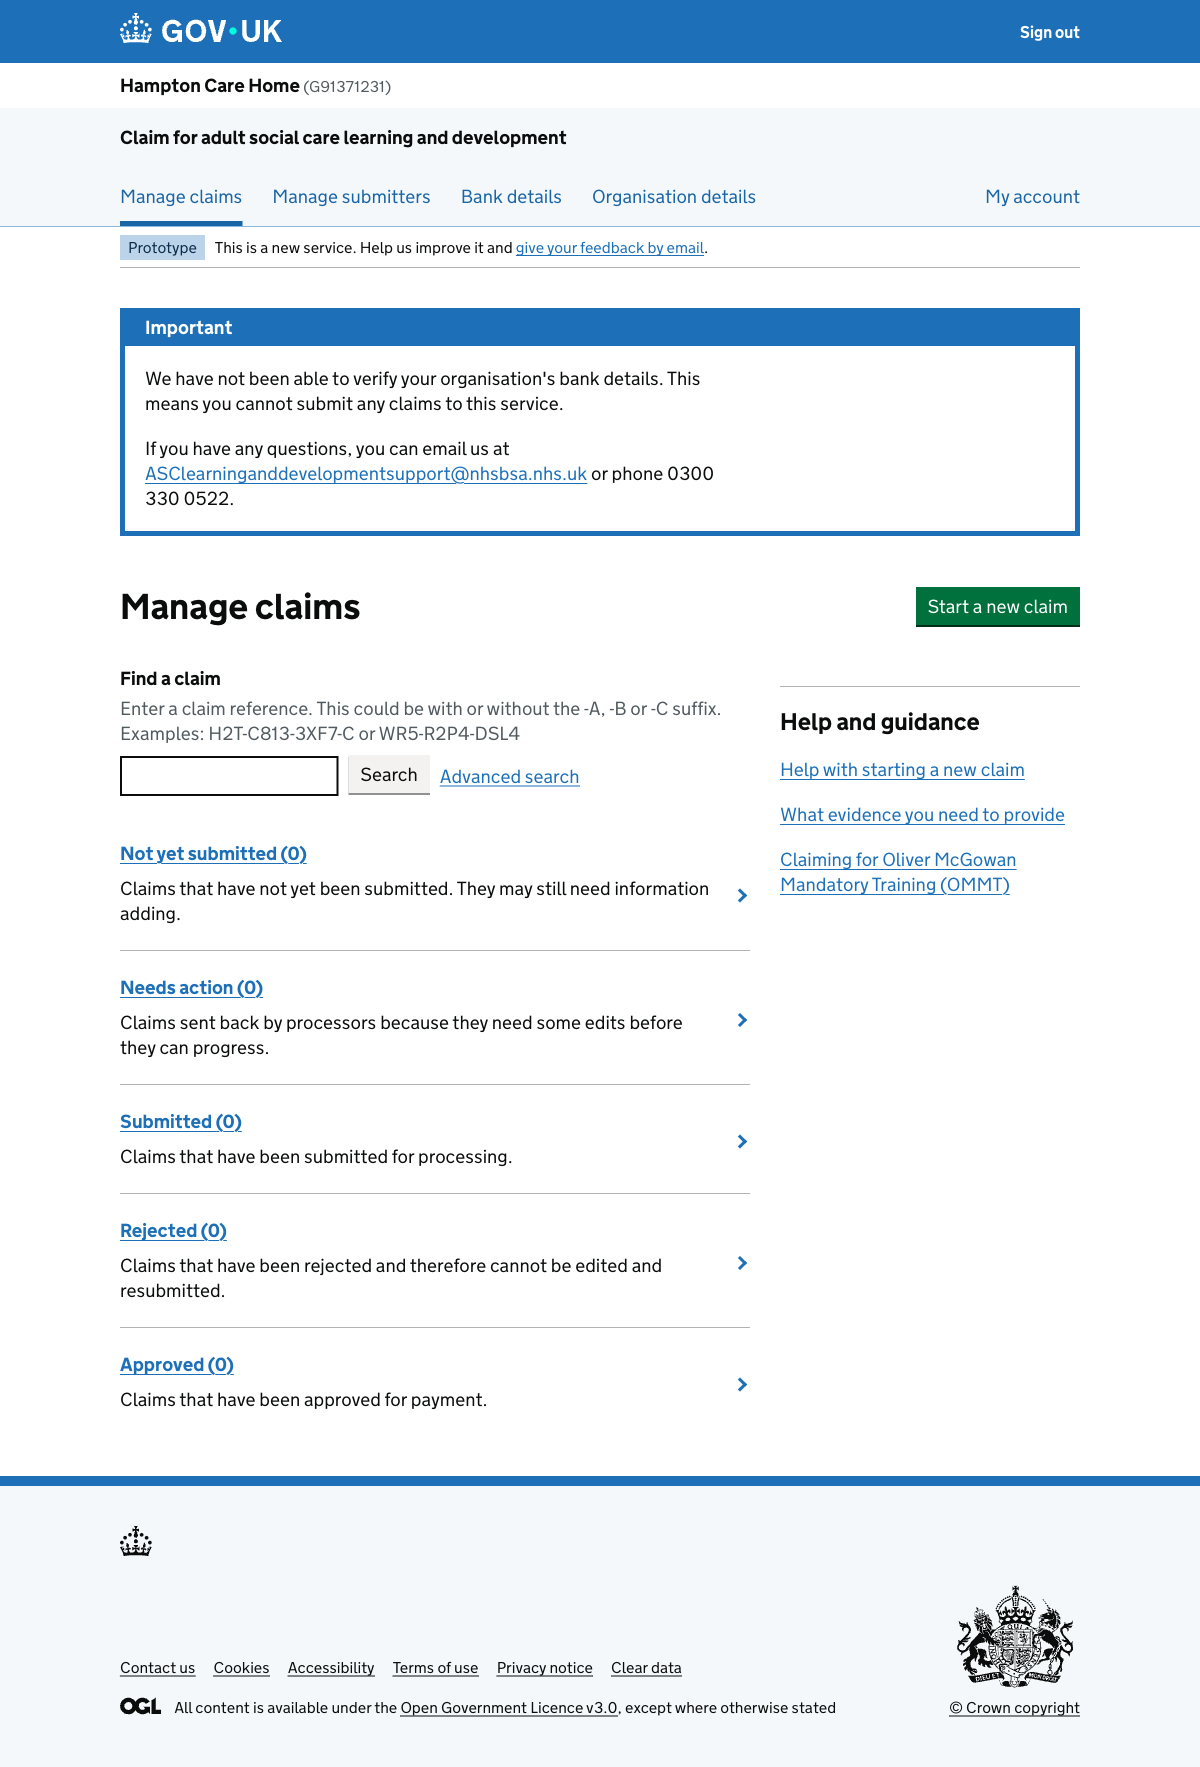 GOV·UK
Sign out
Hampton Care Home (G91371231)
Claim for adult social care learning and development
Manage claims Manage submitters Bank details Organisation details My account
Prototype This is a new service. Help us improve it and give your feedback by email.
Important
We have not been able to verify your organisation's bank details. This
means you cannot submit any claims to this service.
If you have any questions, you can email us at
ASClearninganddevelopmentsupport@nhsbsa.nhs.uk or phone 0300
330 0522.
Manage claims
Start a new claim
Find a claim
Enter a claim reference. This could be with or without the -A, -B or -C suffix.
Examples: H2T-C813-3XF7-C or WR5-R2P4-DSL4
Search Advanced search
Not yet submitted (0)
Claims that have not yet been submitted. They may still need information
adding.
Needs action (0)
Claims sent back by processors because they need some edits before
they can progress.
Submitted (0)
Claims that have been submitted for processing.
Rejected (0)
Claims that have been rejected and therefore cannot be edited and
resubmitted.
Approved (0)
Claims that have been approved for payment.
Help and guidance
Help with starting a new claim
What evidence you need to provide
Claiming for Oliver McGowan
Mandatory Training (OMMT)
Contact us Cookies Accessibility Terms of use Privacy notice Clear data
OGL All content is available under the Open Government Licence v3.0, except where otherwise stated
© Crown copyright